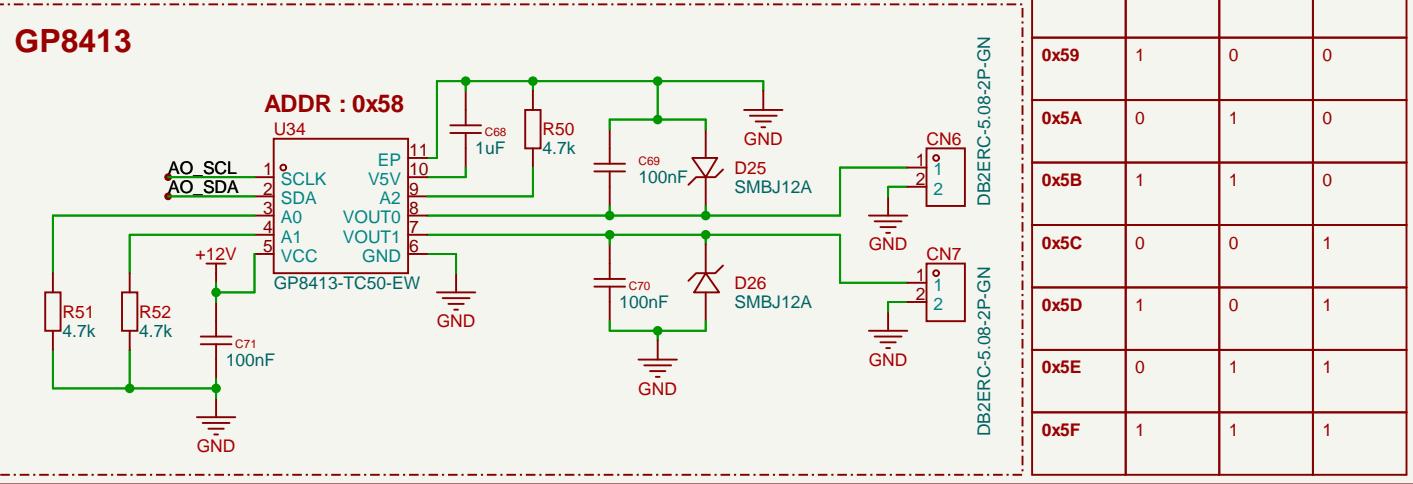 GP8413
ADDR : 0x58
U34
AO_SCL
AO_SDA
1
2
3
4
5
SCLK
SDA
A0
A1
VCC
EP
V5V
A2
VOUT0
VOUT1
GND
11
10
9
8
7
6
GP8413-TC50-EW
+12V
R51
4.7k
R52
4.7k
C71
100nF
GND
GND
C68
1uF
R50
4.7k
GND
C69
100nF
D25
SMBJ12A
C70
100nF
D26
SMBJ12A
GND
CN6
1
2
1
2
GND
DB2ERC-5.08-2P-GN
CN7
1
2
1
2
GND
DB2ERC-5.08-2P-GN
0x59 1 0 0
0x5A 0 1 0
0x5B 1 1 0
0x5C 0 0 1
0x5D 1 0 1
0x5E 0 1 1
0x5F 1 1 1